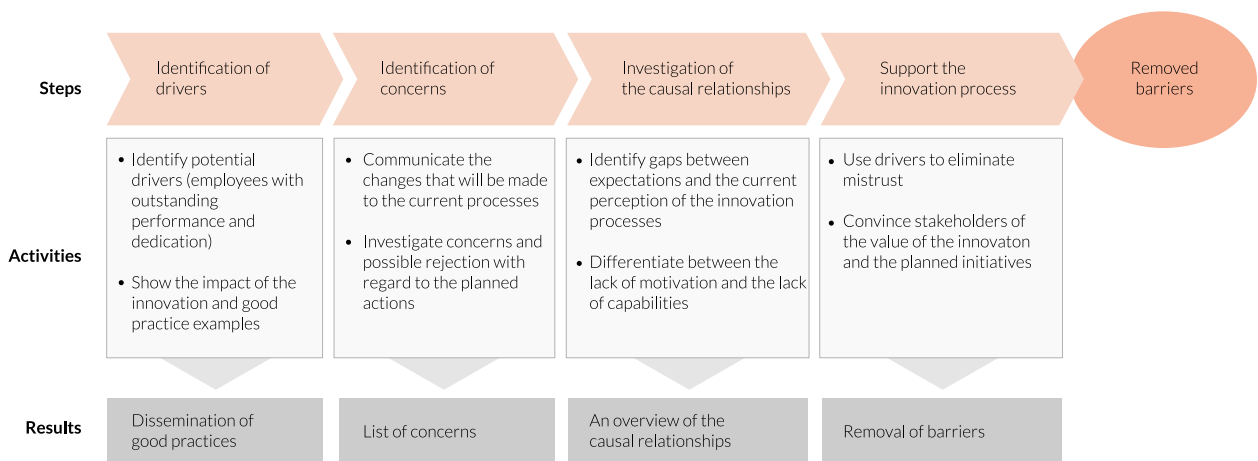 Steps
Identification of
drivers
Identification of
concerns
Investigation of
the causal relationships
Support the
innovation process
Removed
barriers
Activities
• Identify potential
drivers (employees with
outstanding
performance and
dedication)
• Show the impact of the
innovation and good
practice examples
• Communicate the
changes that will be made
to the current processes
• Investigate concerns and
possible rejection with
regard to the planned
actions
• Identify gaps between
expectations and the current
perception of the innovation
processes
• Differentiate between the
lack of motivation and the lack
of capabilities
• Use drivers to eliminate
mistrust
• Convince stakeholders of
the value of the innovaton
and the planned initiatives
Results
Dissemination of
good practices
List of concerns
An overview of the
causal relationships
Removal of barriers